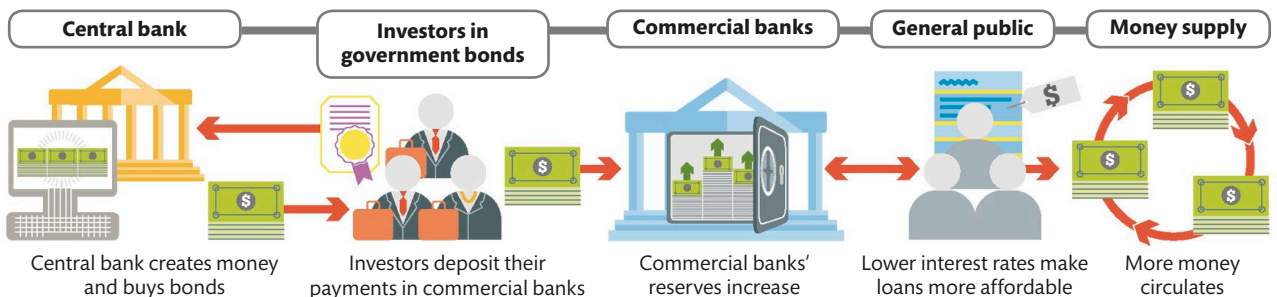 Central bank
Investors in
government bonds
Commercial banks
General public
Money supply
$
$
$
$
$
$
Central bank creates money
and buys bonds
Investors deposit their
payments in commercial banks
Commercial banks’
reserves increase
Lower interest rates make
loans more affordable
More money
circulates